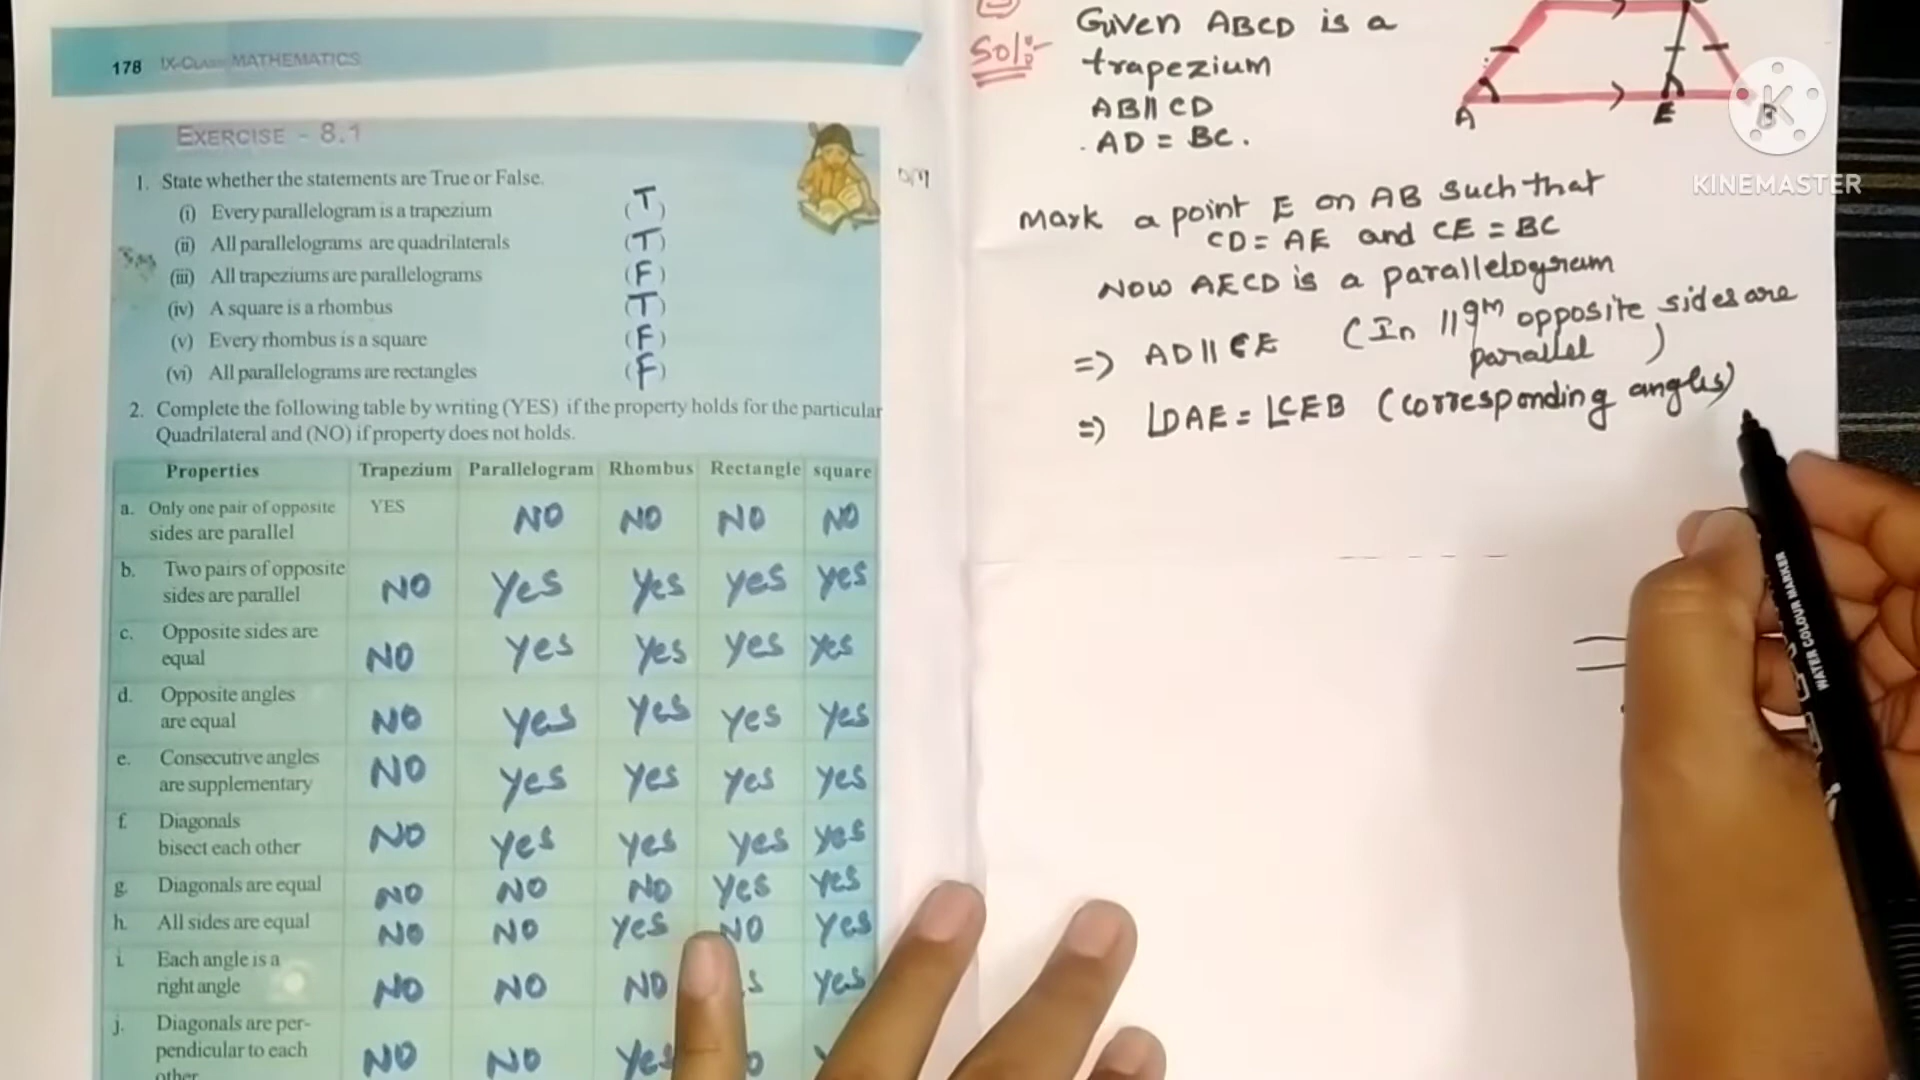 178 IX-CLASS MATHEMATICS
EXERCISE - 8.1
1. State whether the statements are True or False.
(i) Every parallelogram is a trapezium (T)
(ii) All parallelograms are quadrilaterals (T)
(iii) All trapeziums are parallelograms (F)
(iv) A square is a rhombus (T)
(v) Every rhombus is a square (F)
(vi) All parallelograms are rectangles (F)
2. Complete the following table by writing (YES) if the property holds for the particular
Quadrilateral and (NO) if property does not holds.
Properties Trapezium Parallelogram Rhombus Rectangle square
a. Only one pair of opposite
sides are parallel YES NO NO NO NO
b. Two pairs of opposite
sides are parallel NO Yes Yes Yes Yes
c. Opposite sides are
equal NO Yes Yes Yes Yes
d. Opposite angles
are equal NO Yes Yes Yes Yes
e. Consecutive angles
are supplementary NO Yes Yes Yes Yes
f. Diagonals
bisect each other NO Yes Yes Yes Yes
g. Diagonals are equal NO NO NO Yes Yes
h. All sides are equal NO NO Yes NO Yes
i. Each angle is a
right angle NO NO NO s Yes
j. Diagonals are per-
pendicular to each
other NO NO Yes
Sol:-
Given ABCD is a
trapezium
AB || CD
AD = BC.
A E B
KINEMASTER
Mark a point E on AB such that
CD = AE and CE = BC
Now AECD is a parallelogram
=> AD || CE (In ||gm opposite sides are
parallel)
=> ∠DAE = ∠CEB (corresponding angles)
WATER COLOUR MARKER